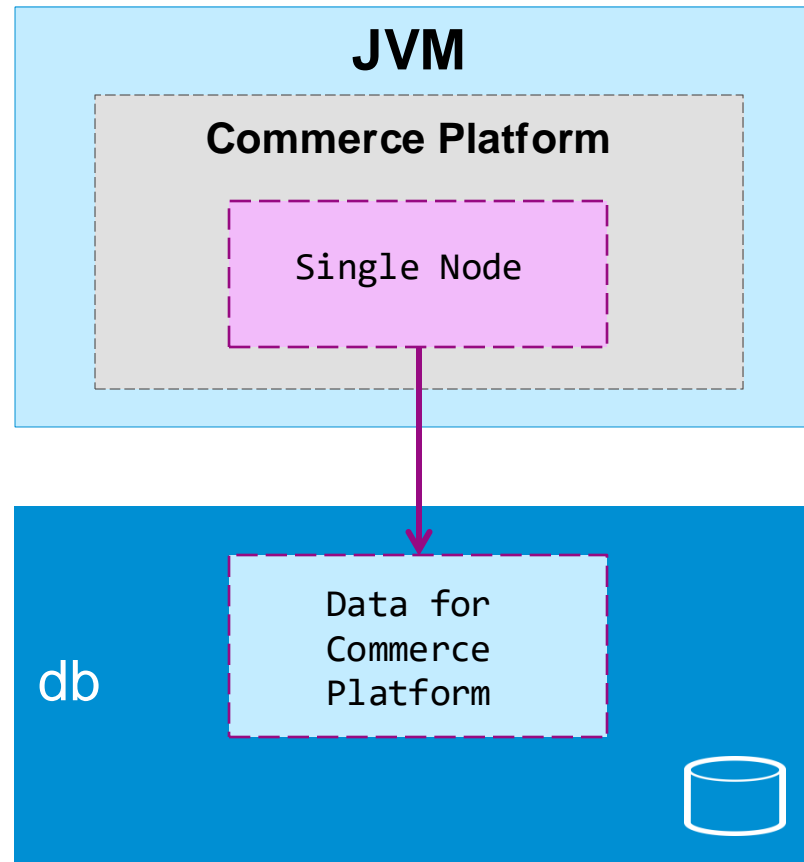 JVM
Commerce Platform
Single Node
Data for
Commerce
Platform
db